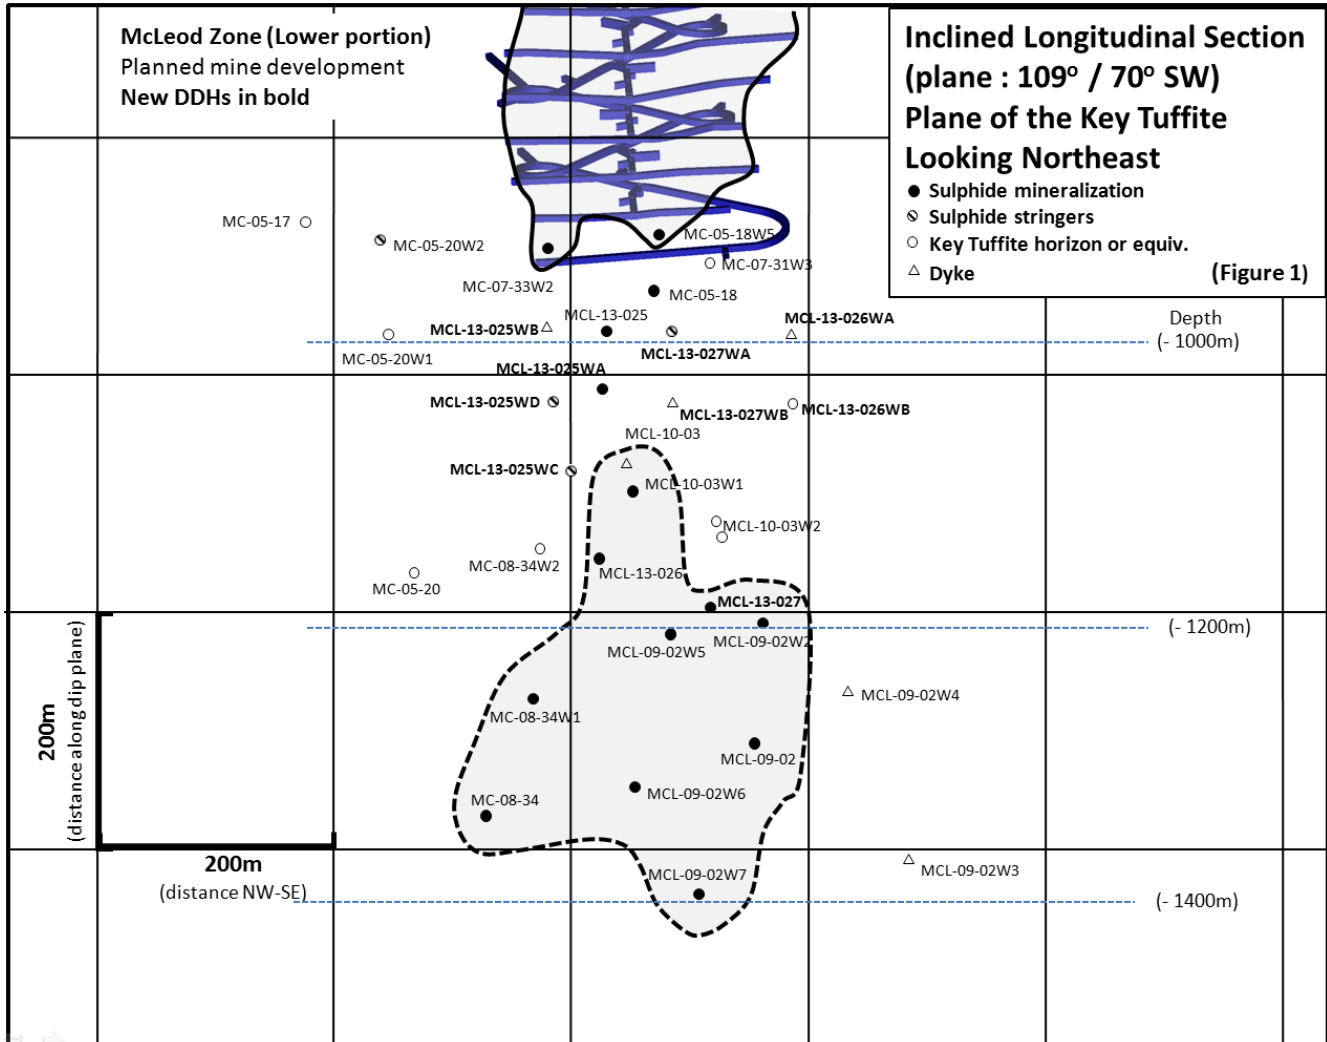 McLeod Zone (Lower portion)
Planned mine development
New DDHs in bold
Inclined Longitudinal Section
(plane : 109° / 70° SW)
Plane of the Key Tuffite
Looking Northeast
Sulphide mineralization
Sulphide stringers
Key Tuffite horizon or equiv.
Dyke
(Figure 1)
MC-05-17
MC-05-20W2
MC-05-18W5
MC-07-31W3
MC-07-33W2
MC-05-18
MCL-13-025
MCL-13-026WA
MCL-13-025WB
Depth
(- 1000m)
MC-05-20W1
MCL-13-027WA
MCL-13-025WA
MCL-13-025WD
MCL-13-027WB
MCL-13-026WB
MCL-10-03
MCL-13-025WC
MCL-10-03W1
MCL-10-03W2
MC-08-34W2
MCL-13-026
MC-05-20
MCL-13-027
(- 1200m)
MCL-09-02W2
MCL-09-02W5
MCL-09-02W4
MC-08-34W1
200m
(distance along dip plane)
MCL-09-02
MCL-09-02W6
MC-08-34
200m
(distance NW-SE)
MCL-09-02W7
MCL-09-02W3
(- 1400m)